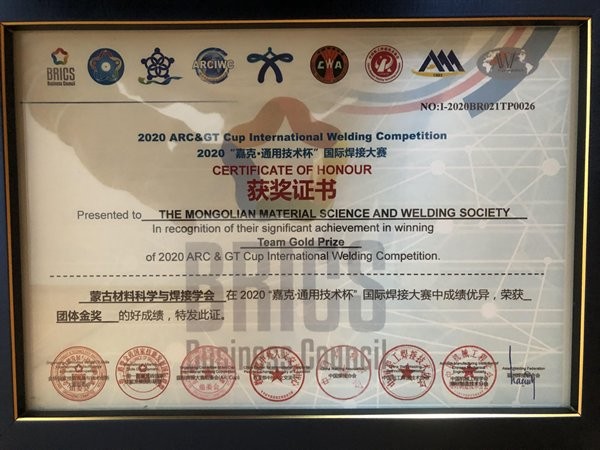 BRICS
Business Council
ARCIWC
CWA
NO:I-2020BR021TP0026
2020 ARC&GT Cup International Welding Competition
2020 “嘉克·通用技术杯” 国际焊接大赛
CERTIFICATE OF HONOUR
获奖证书
Presented to THE MONGOLIAN MATERIAL SCIENCE AND WELDING SOCIETY
In recognition of their significant achievement in winning
Team Gold Prize
of 2020 ARC & GT Cup International Welding Competition.
蒙古材料科学与焊接学会 在 2020 “嘉克·通用技术杯” 国际焊接大赛中成绩优异，荣获
团体金奖 的好成绩，特发此证。
BRICS
Business Council